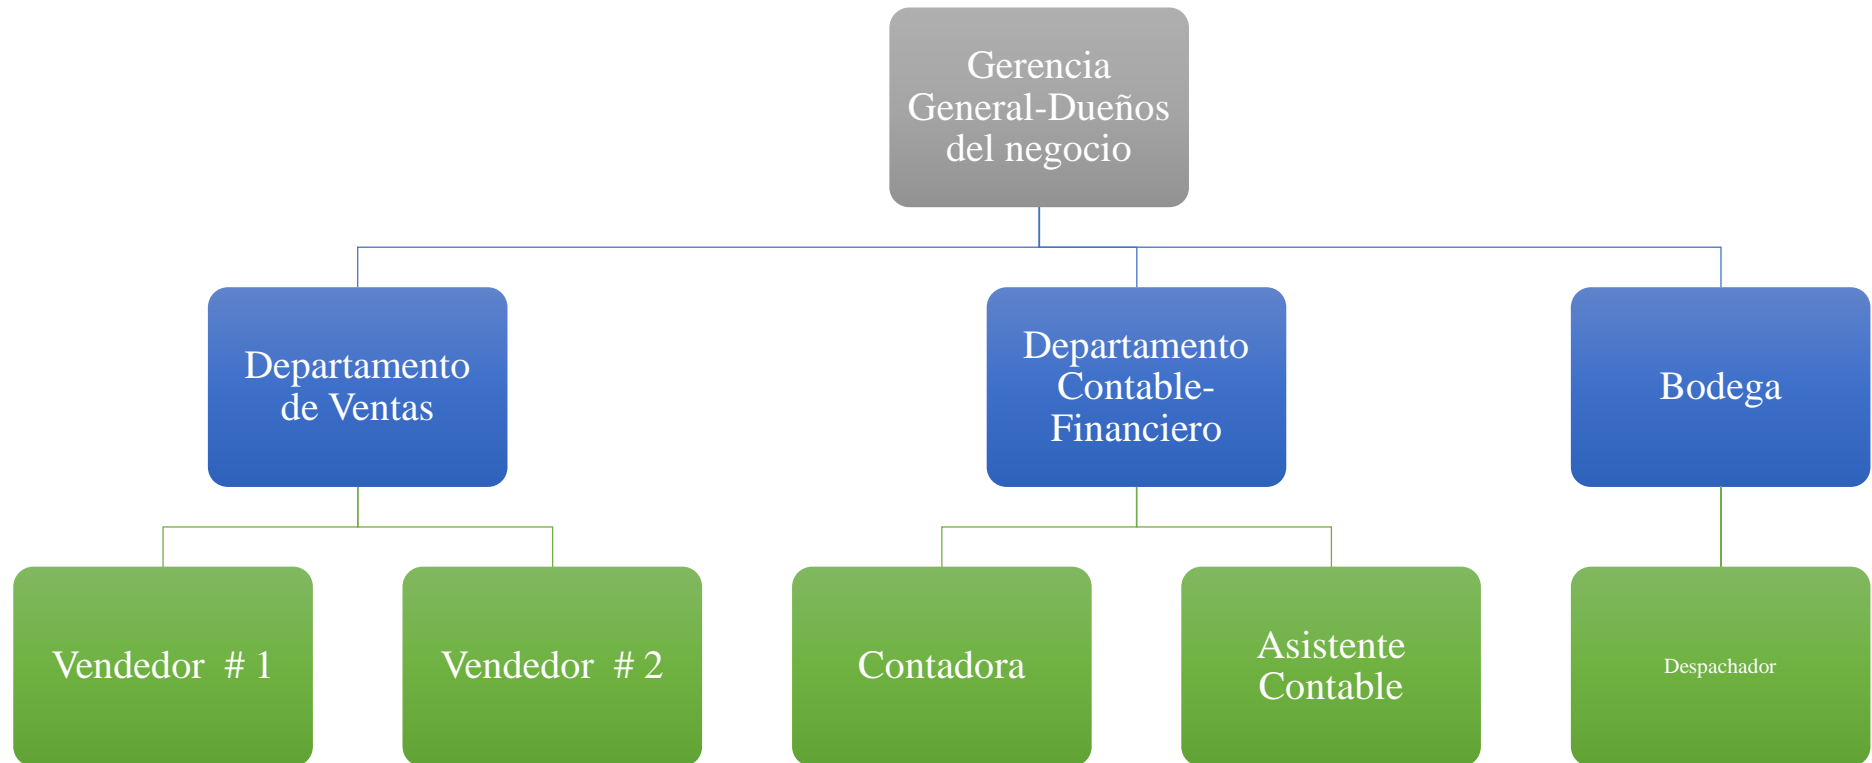 Gerencia
General-Dueños
del negocio
Departamento
de Ventas
Departamento
Contable-
Financiero
Bodega
Vendedor  # 1
Vendedor  # 2
Contadora
Asistente
Contable
Despachador